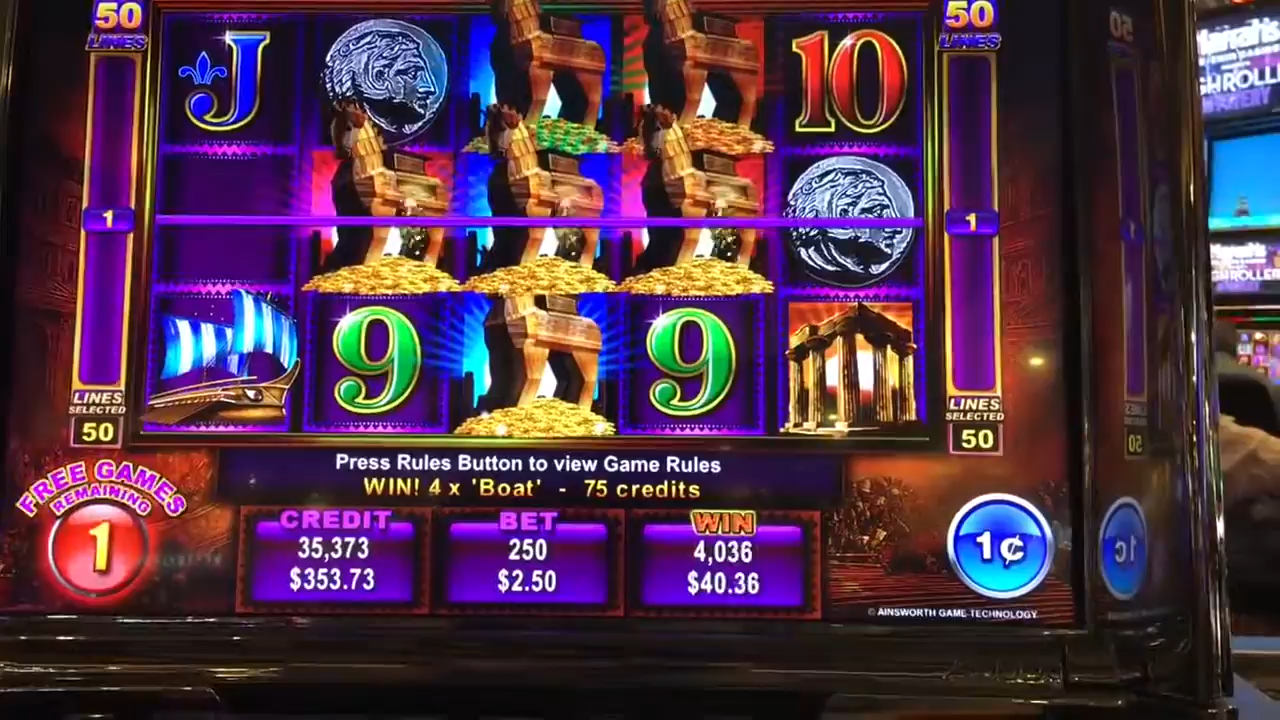 50
LINES
50
LINES
J
10
1
1
9
9
LINES
SELECTED
50
LINES
SELECTED
50
Press Rules Button to view Game Rules
WIN! 4 x 'Boat' - 75 credits
FREE GAMES
REMAINING
1
CREDIT
35,373
$353.73
BET
250
$2.50
WIN
4,036
$40.36
1¢
© AINSWORTH GAME TECHNOLOGY